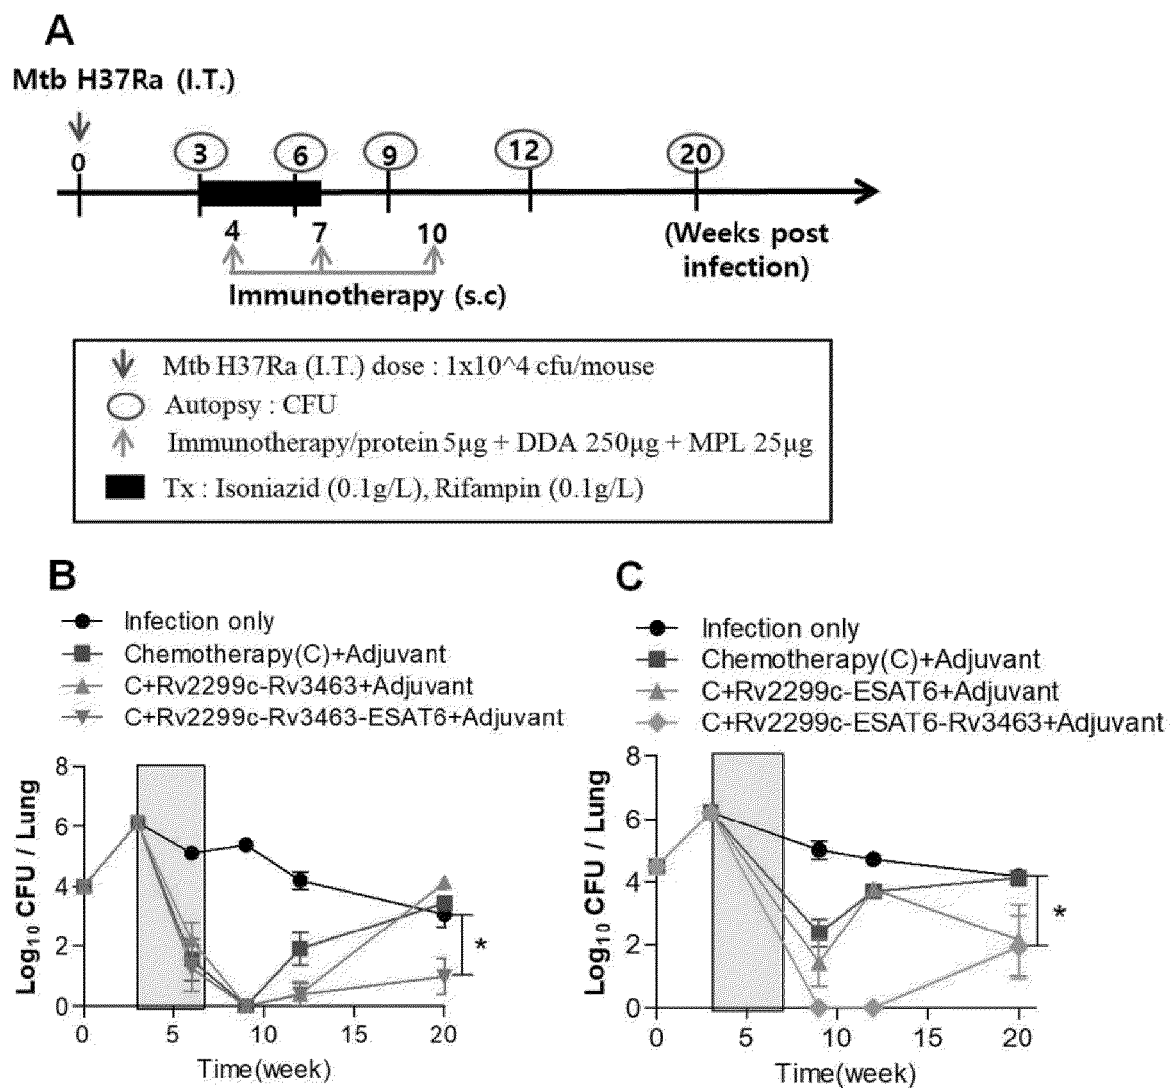 A
Mtb H37Ra (I.T.)
0 3 6 9 12 20
4 7 10 (Weeks post
infection)
Immunotherapy (s.c)
Mtb H37Ra (I.T.) dose : 1x10^4 cfu/mouse
Autopsy : CFU
Immunotherapy/protein 5μg + DDA 250μg + MPL 25μg
Tx : Isoniazid (0.1g/L), Rifampin (0.1g/L)
B
Infection only
Chemotherapy(C)+Adjuvant
C+Rv2299c-Rv3463+Adjuvant
C+Rv2299c-Rv3463-ESAT6+Adjuvant
Log10 CFU / Lung
8
6
4
2
0
*
0 5 10 15 20
Time(week)
C
Infection only
Chemotherapy(C)+Adjuvant
C+Rv2299c-ESAT6+Adjuvant
C+Rv2299c-ESAT6-Rv3463+Adjuvant
Log10 CFU / Lung
8
6
4
2
0
*
0 5 10 15 20
Time(week)